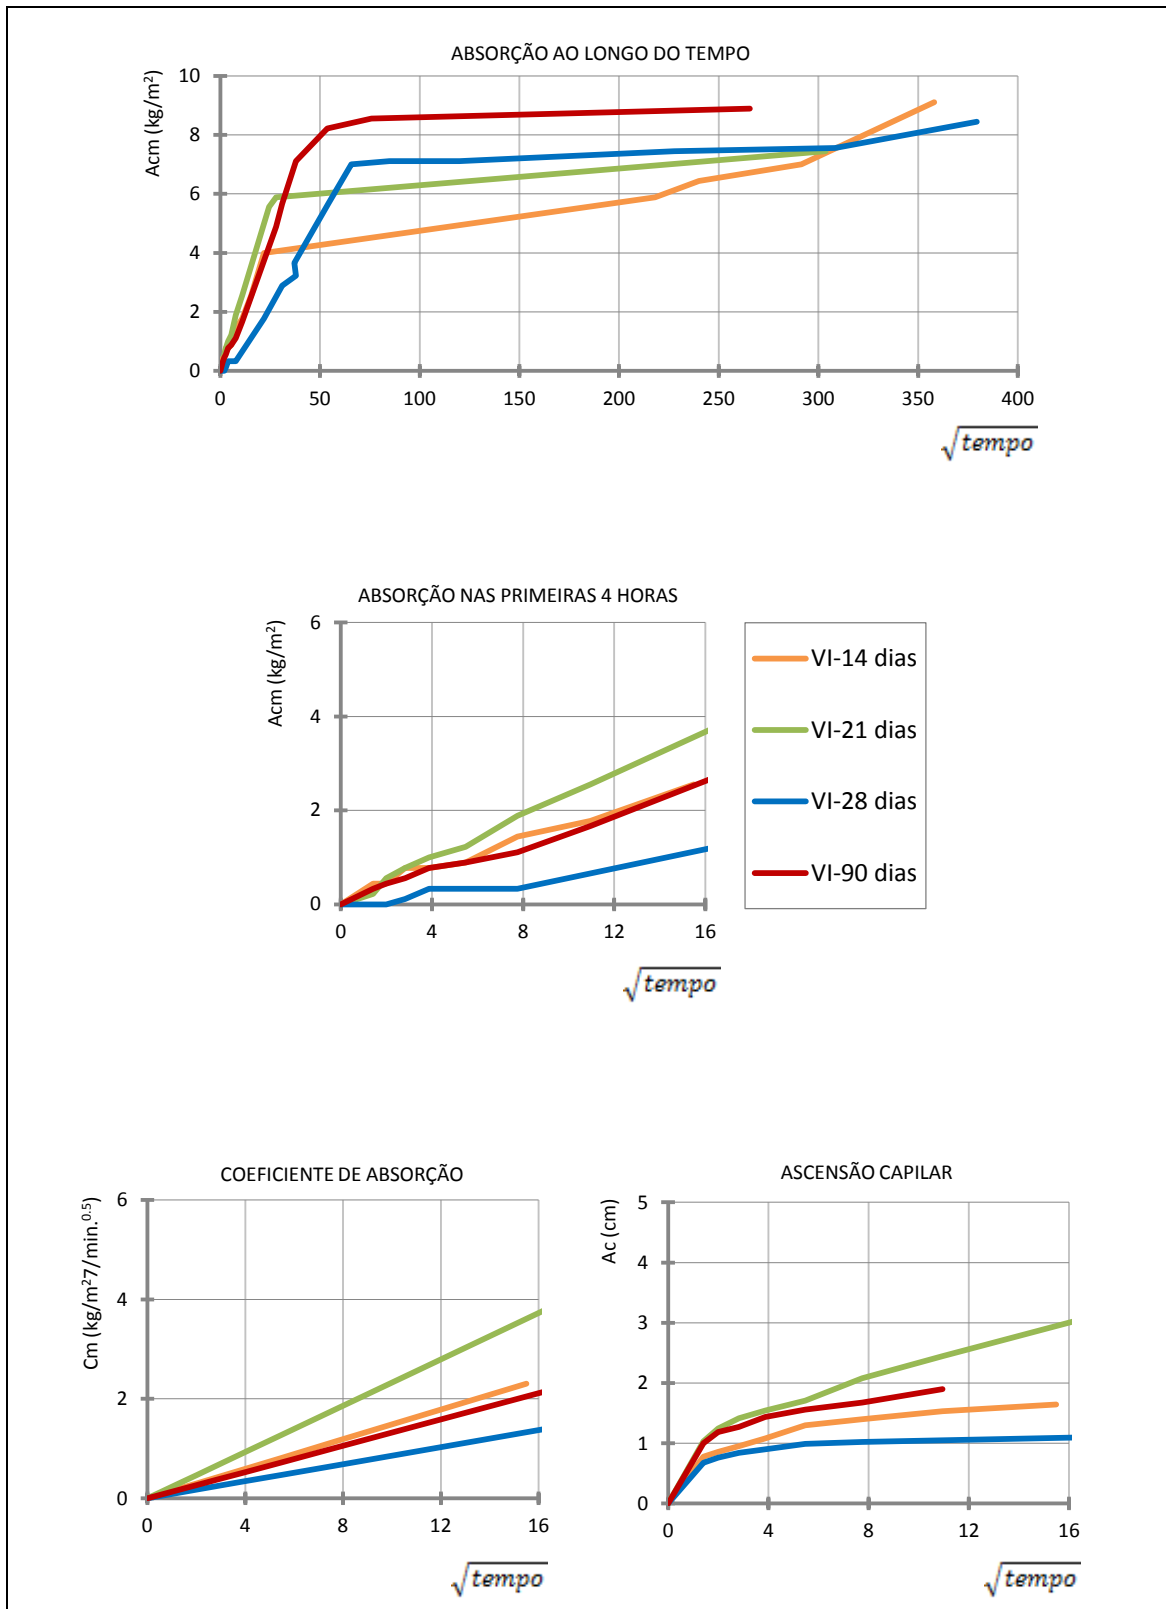 ABSORÇÃO AO LONGO DO TEMPO
Acm (kg/m²)
10
8
6
4
2
0
0 50 100 150 200 250 300 350 400
√tempo
ABSORÇÃO NAS PRIMEIRAS 4 HORAS
Acm (kg/m²)
6
4
2
0
0 4 8 12 16
√tempo
VI-14 dias
VI-21 dias
VI-28 dias
VI-90 dias
COEFICIENTE DE ABSORÇÃO
Cm (kg/m²7/min.⁰·⁵)
6
4
2
0
0 4 8 12 16
√tempo
ASCENSÃO CAPILAR
Ac (cm)
5
4
3
2
1
0
0 4 8 12 16
√tempo